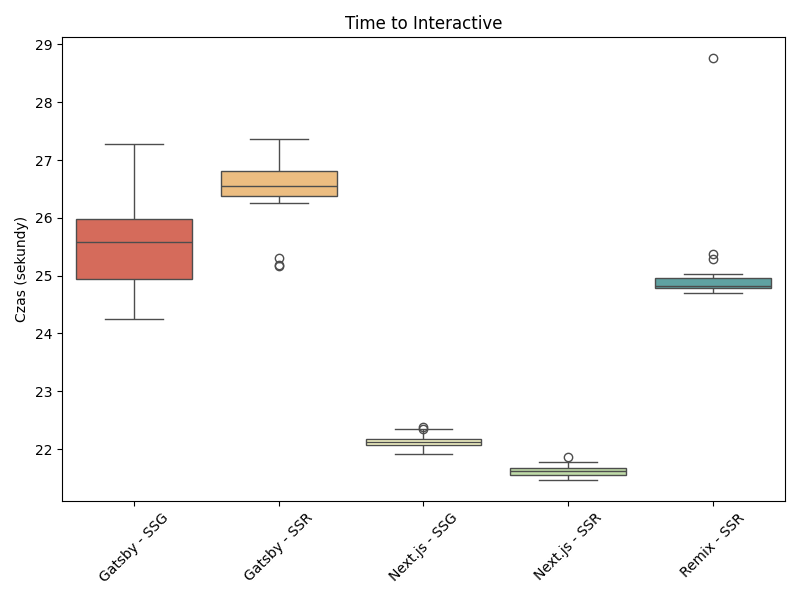 Time to Interactive
29
28
27
26
25
24
23
22
Czas (sekundy)
Gatsby - SSG
Gatsby - SSR
Next.js - SSG
Next.js - SSR
Remix - SSR